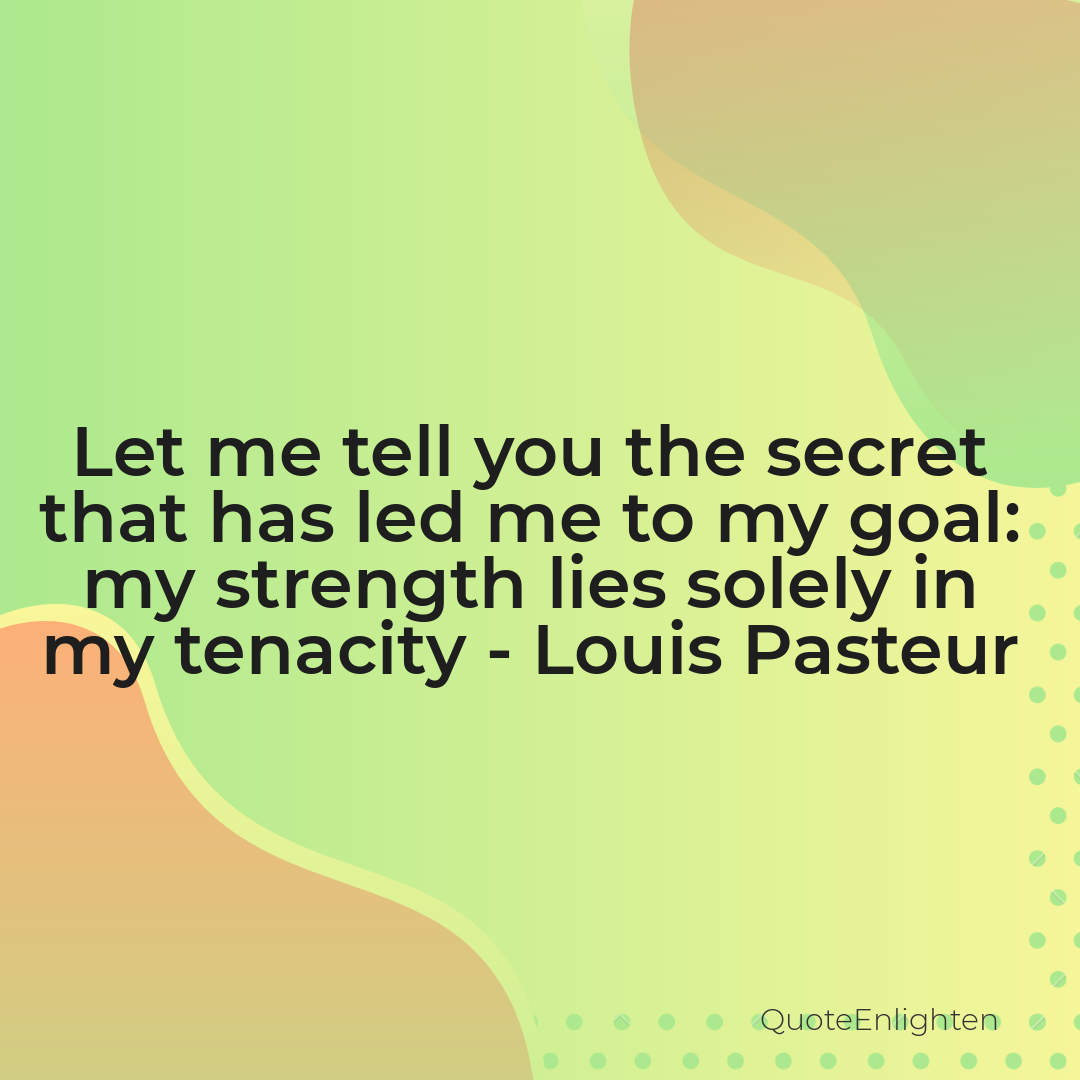 Let me tell you the secret
that has led me to my goal:
my strength lies solely in
my tenacity - Louis Pasteur
QuoteEnlighten